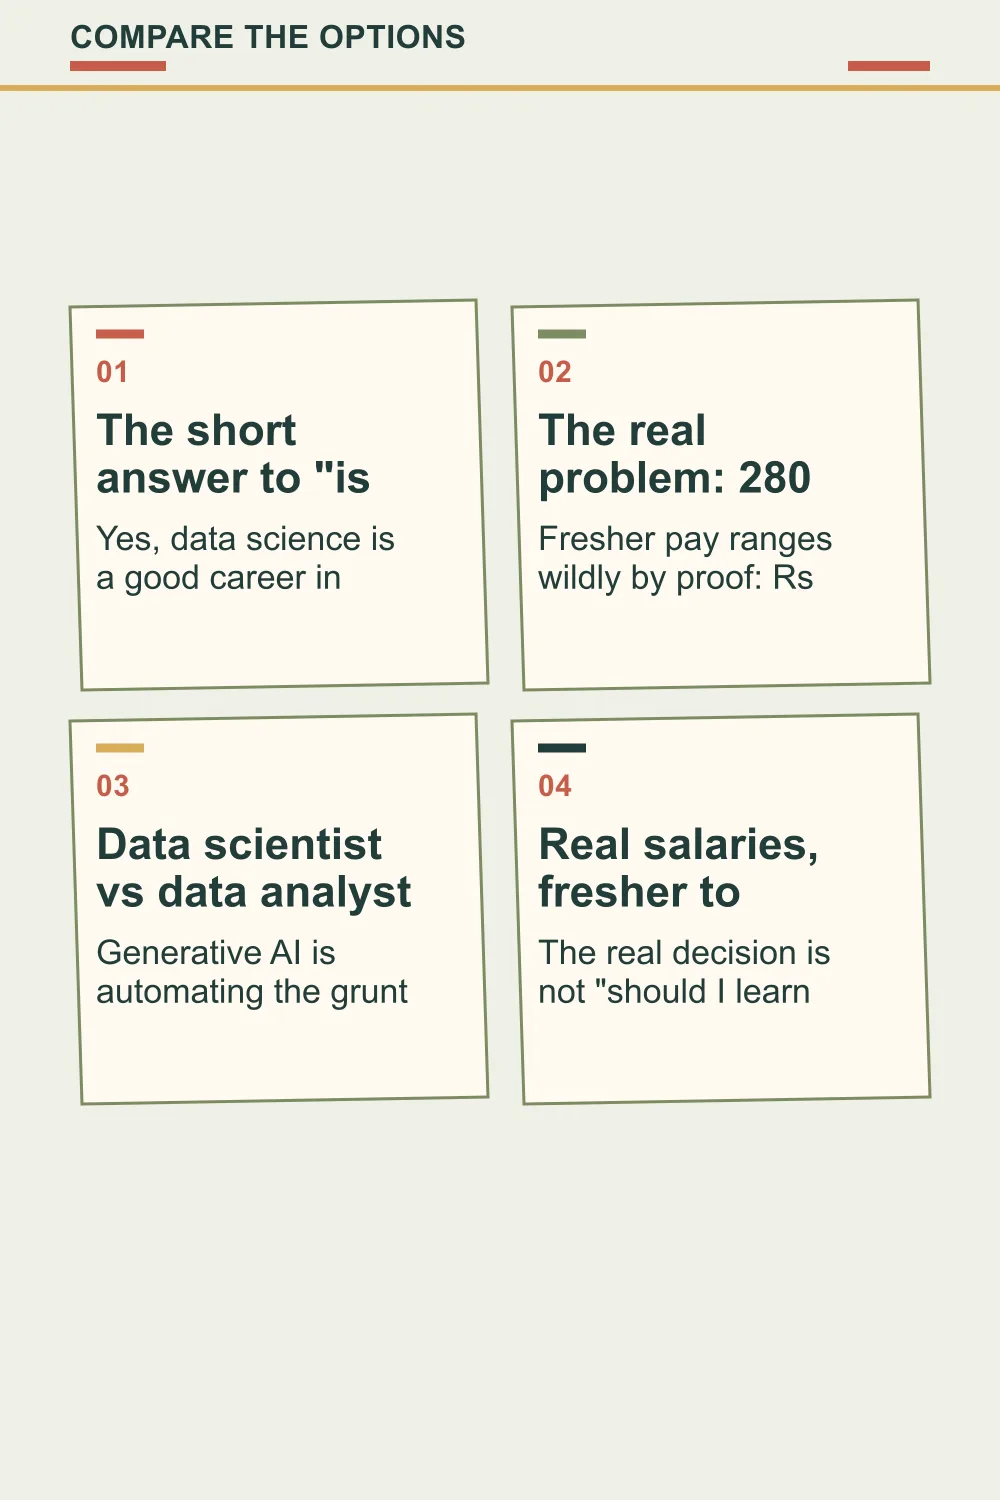 COMPARE THE OPTIONS
01
The short
answer to "is
Yes, data science is
a good career in
02
The real
problem: 280
Fresher pay ranges
wildly by proof: Rs
03
Data scientist
vs data analyst
Generative AI is
automating the grunt
04
Real salaries,
fresher to
The real decision is
not "should I learn